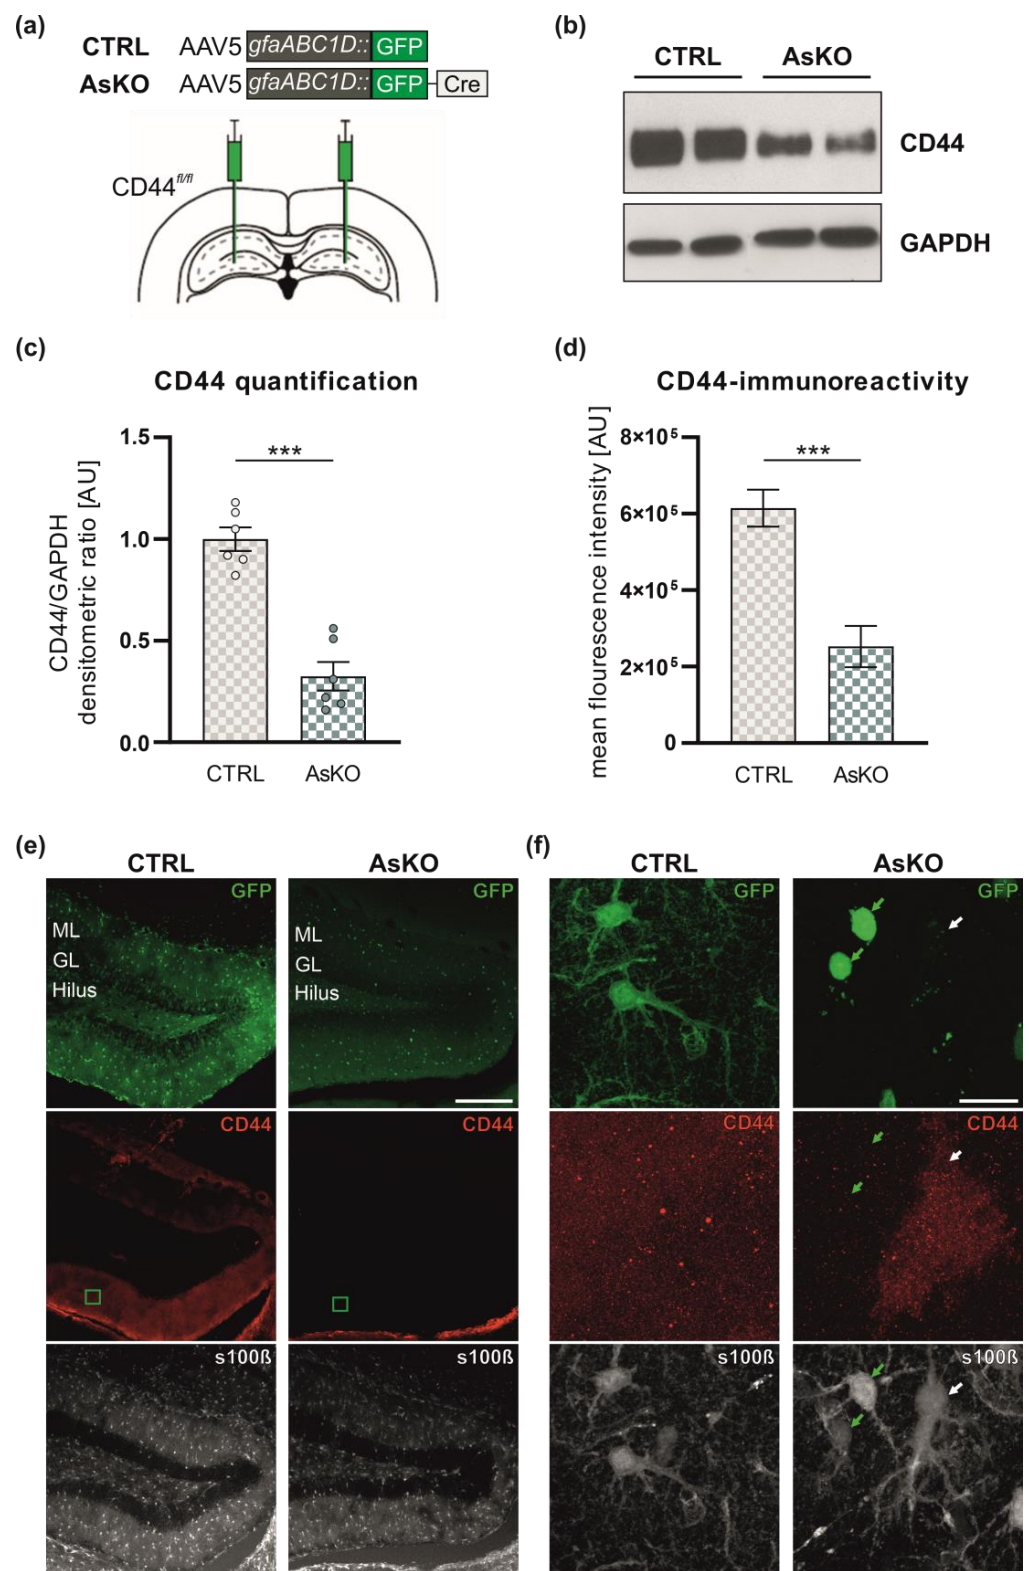 (a)
CTRL AAV5 gfaABC1D:: GFP
AsKO AAV5 gfaABC1D:: GFP Cre
CD44fl/fl
(b)
CTRL AsKO
CD44
GAPDH
(c)
CD44 quantification
CD44/GAPDH
densitometric ratio [AU]
1.5
1.0
0.5
0.0
***
CTRL AsKO
(d)
CD44-immunoreactivity
mean flourescence intensity [AU]
8×10⁵
6×10⁵
4×10⁵
2×10⁵
0
***
CTRL AsKO
(e)
CTRL AsKO
GFP GFP
ML ML
GL GL
Hilus Hilus
CD44 CD44
s100ß s100ß
(f)
CTRL AsKO
GFP GFP
CD44 CD44
s100ß s100ß